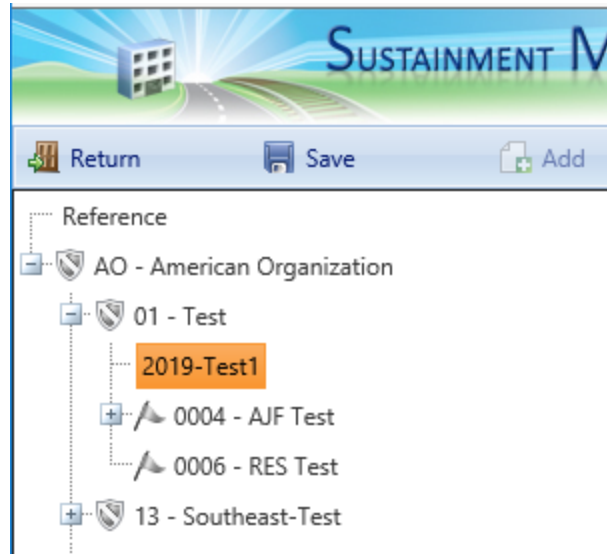 SUSTAINMENT
Return Save Add
Reference
AO - American Organization
01 - Test
2019-Test1
0004 - AJF Test
0006 - RES Test
13 - Southeast-Test